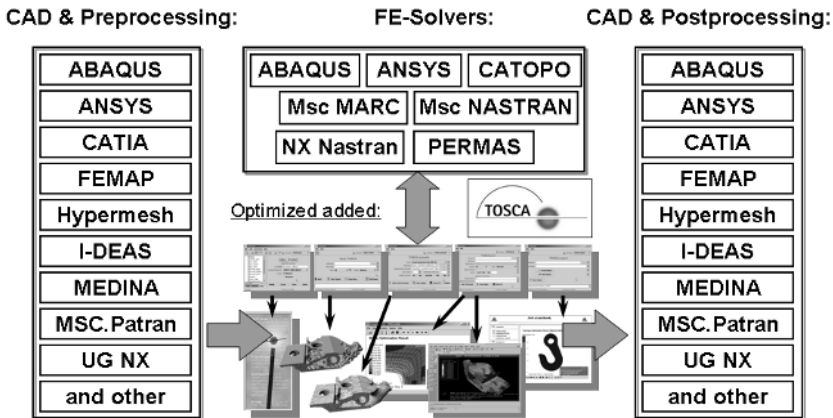 CAD & Preprocessing:
FE-Solvers:
CAD & Postprocessing:
ABAQUS
ANSYS
CATIA
FEMAP
Hypermesh
I-DEAS
MEDINA
MSC.Patran
UG NX
and other
ABAQUS
ANSYS
CATOPO
Msc MARC
Msc NASTRAN
NX Nastran
PERMAS
Optimized added:
TOSCA
ABAQUS
ANSYS
CATIA
FEMAP
Hypermesh
I-DEAS
MEDINA
MSC.Patran
UG NX
and other